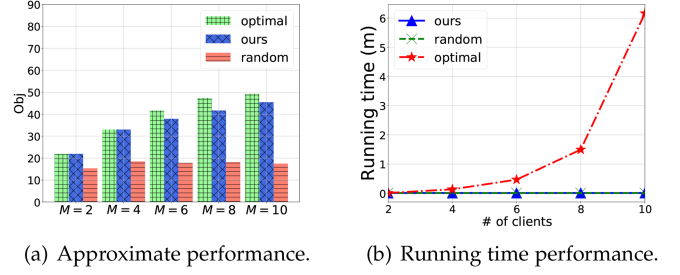 90
80
70
60
50
40
30
20
10
0
Obj
optimal
ours
random
M = 2 M = 4 M = 6 M = 8 M = 10
(a) Approximate performance.
6
5
4
3
2
1
0
Running time (m)
ours
random
optimal
2 4 6 8 10
# of clients
(b) Running time performance.